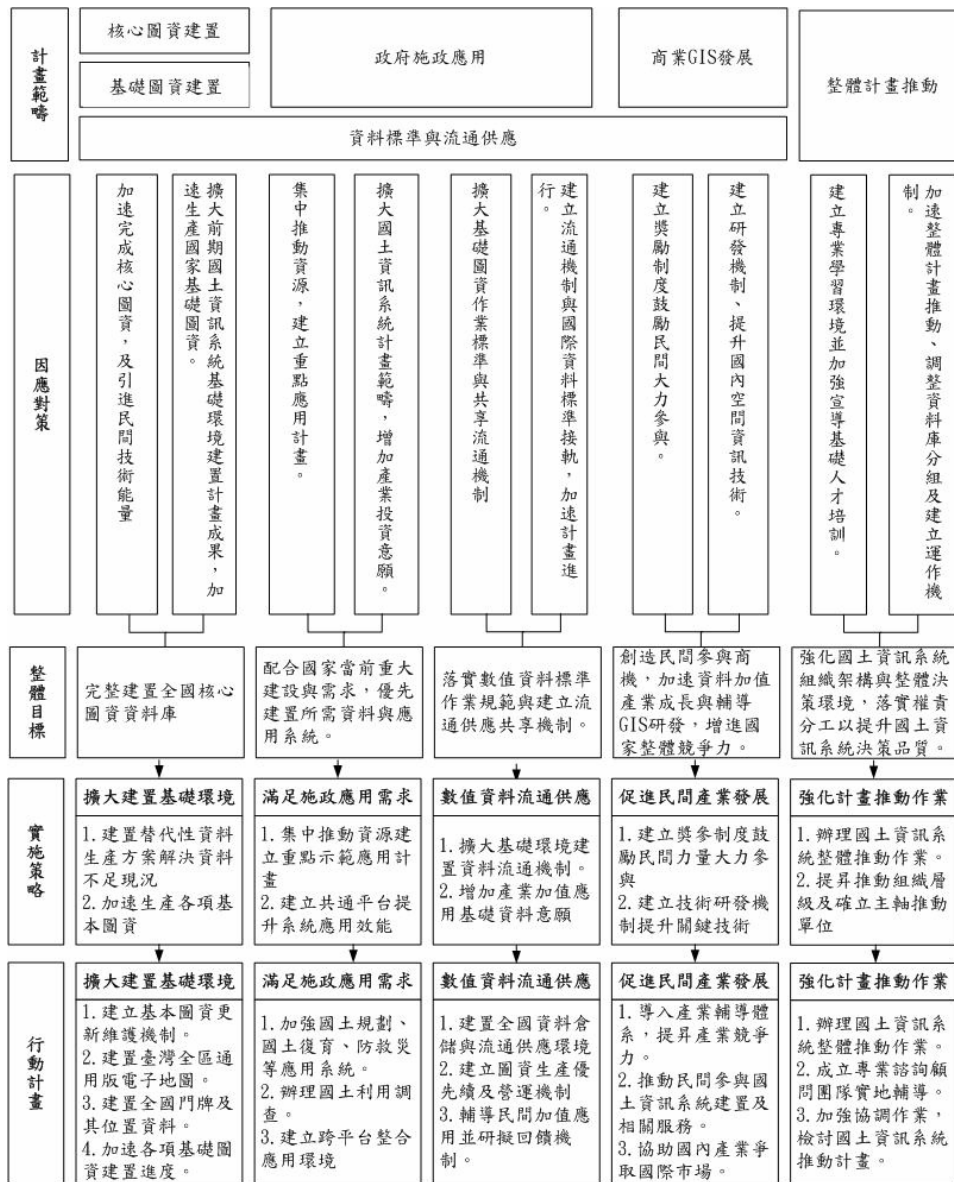 計畫範疇
核心圖資建置
基礎圖資建置
政府施政應用
商業GIS發展
整體計畫推動
資料標準與流通供應
因應對策
加速完成核心圖資，及引進民間技術能量
擴大前期國土資訊系統基礎環境建置計畫成果，加
速生產國家基礎圖資。
集中推動資源，建立重點應用計畫。
擴大國土資訊系統計畫範疇，增加產業投資意願。
擴大基礎圖資作業標準與共享流通機制
建立流通機制與國際資料標準接軌，加速計畫進
行。
建立獎勵制度鼓勵民間大力參與。
建立研發機制、提升國內空間資訊技術。
建立專業學習環境並加強宣導基礎人才培訓。
加速整體計畫推動、調整資料庫分組及建立運作機
制。
整體目標
完整建置全國核心
圖資資料庫
配合國家當前重大
建設與需求，優先
建置所需資料與應
用系統。
落實數值資料標準
作業規範與建立流
通供應共享機制。
創造民間參與商
機，加速資料加值
產業成長與輔導
GIS研發，增進國
家整體競爭力。
強化國土資訊系統
組織架構與整體決
策環境，落實權責
分工以提升國土資
訊系統決策品質。
實施策略
擴大建置基礎環境
1.建置替代性資料
生產方案解決資料
不足現況
2.加速生產各項基
本圖資
滿足施政應用需求
1.集中推動資源建
立重點示範應用計
畫
2.建立共通平台提
升系統應用效能
數值資料流通供應
1.擴大基礎環境建
置資料流通機制。
2.增加產業加值應
用基礎資料意願
促進民間產業發展
1.建立獎參制度鼓
勵民間力量大力參
與
2.建立技術研發機
制提升關鍵技術
強化計畫推動作業
1.辦理國土資訊系
統整體推動作業。
2.提昇推動組織層
級及確立主軸推動
單位
行動計畫
擴大建置基礎環境
1.建立基本圖資更
新維護機制。
2.建置臺灣全區通
用版電子地圖。
3.建置全國門牌及
其位置資料。
4.加速各項基礎圖
資建置進度。
滿足施政應用需求
1.加強國土規劃、
國土復育、防救災
等應用系統。
2.辦理國土利用調
查。
3.建立跨平台整合
應用環境
數值資料流通供應
1.建置全國資料倉
儲與流通供應環境
2.建立圖資生產優
先續及營運機制
3.輔導民間加值應
用並研擬回饋機
制。
促進民間產業發展
1.導入產業輔導體
系，提昇產業競爭
力。
2.推動民間參與國
土資訊系統建置及
相關服務。
3.協助國內產業爭
取國際市場。
強化計畫推動作業
1.辦理國土資訊系
統整體推動作業。
2.成立專業諮詢顧
問團隊實地輔導。
3.加強協調作業，
檢討國土資訊系統
推動計畫。